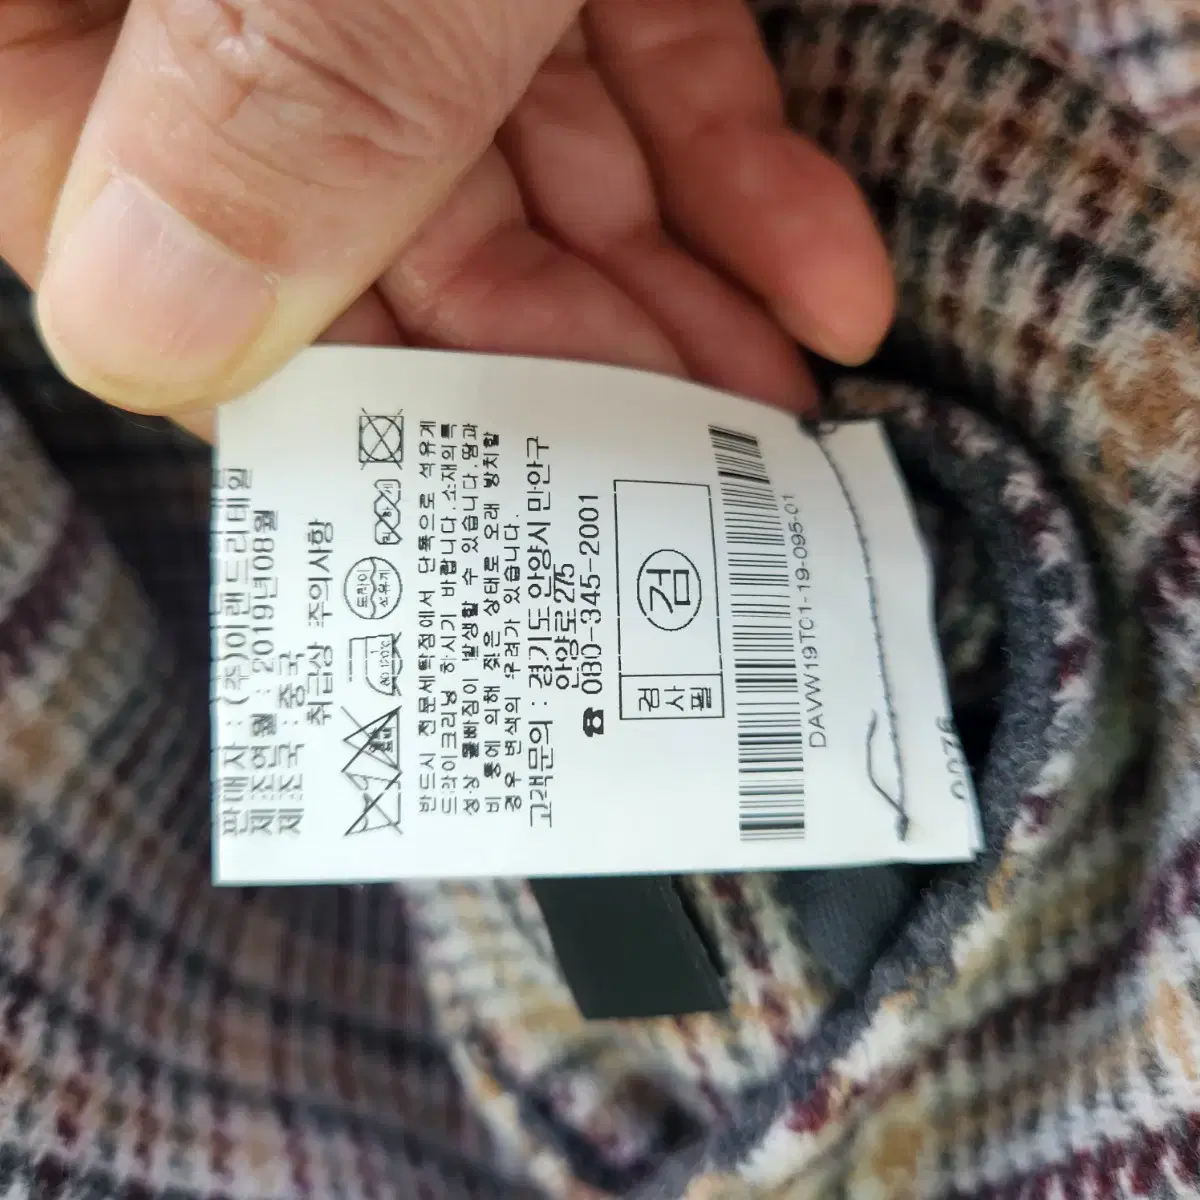 판매자 : (주)이랜드리테일
제조연월 : 2019년08월
제조국 : 중국
취급상 주의사항
드라이
석유계
80~120℃
반드시 전문세탁점에서 단독으로 석유계
드라이크리닝 하시기 바랍니다.소재의특
성상 물빠짐이 발생할 수 있습니다.땀과
비 등에 의해 젖은 상태로 오래 방치할
경우 변색의 우려가 있습니다.
고객문의 : 경기도 안양시 만안구
안양로 275
☎ 080-345-2001
검
사
필
검
DAVW19TC1-19-095-01